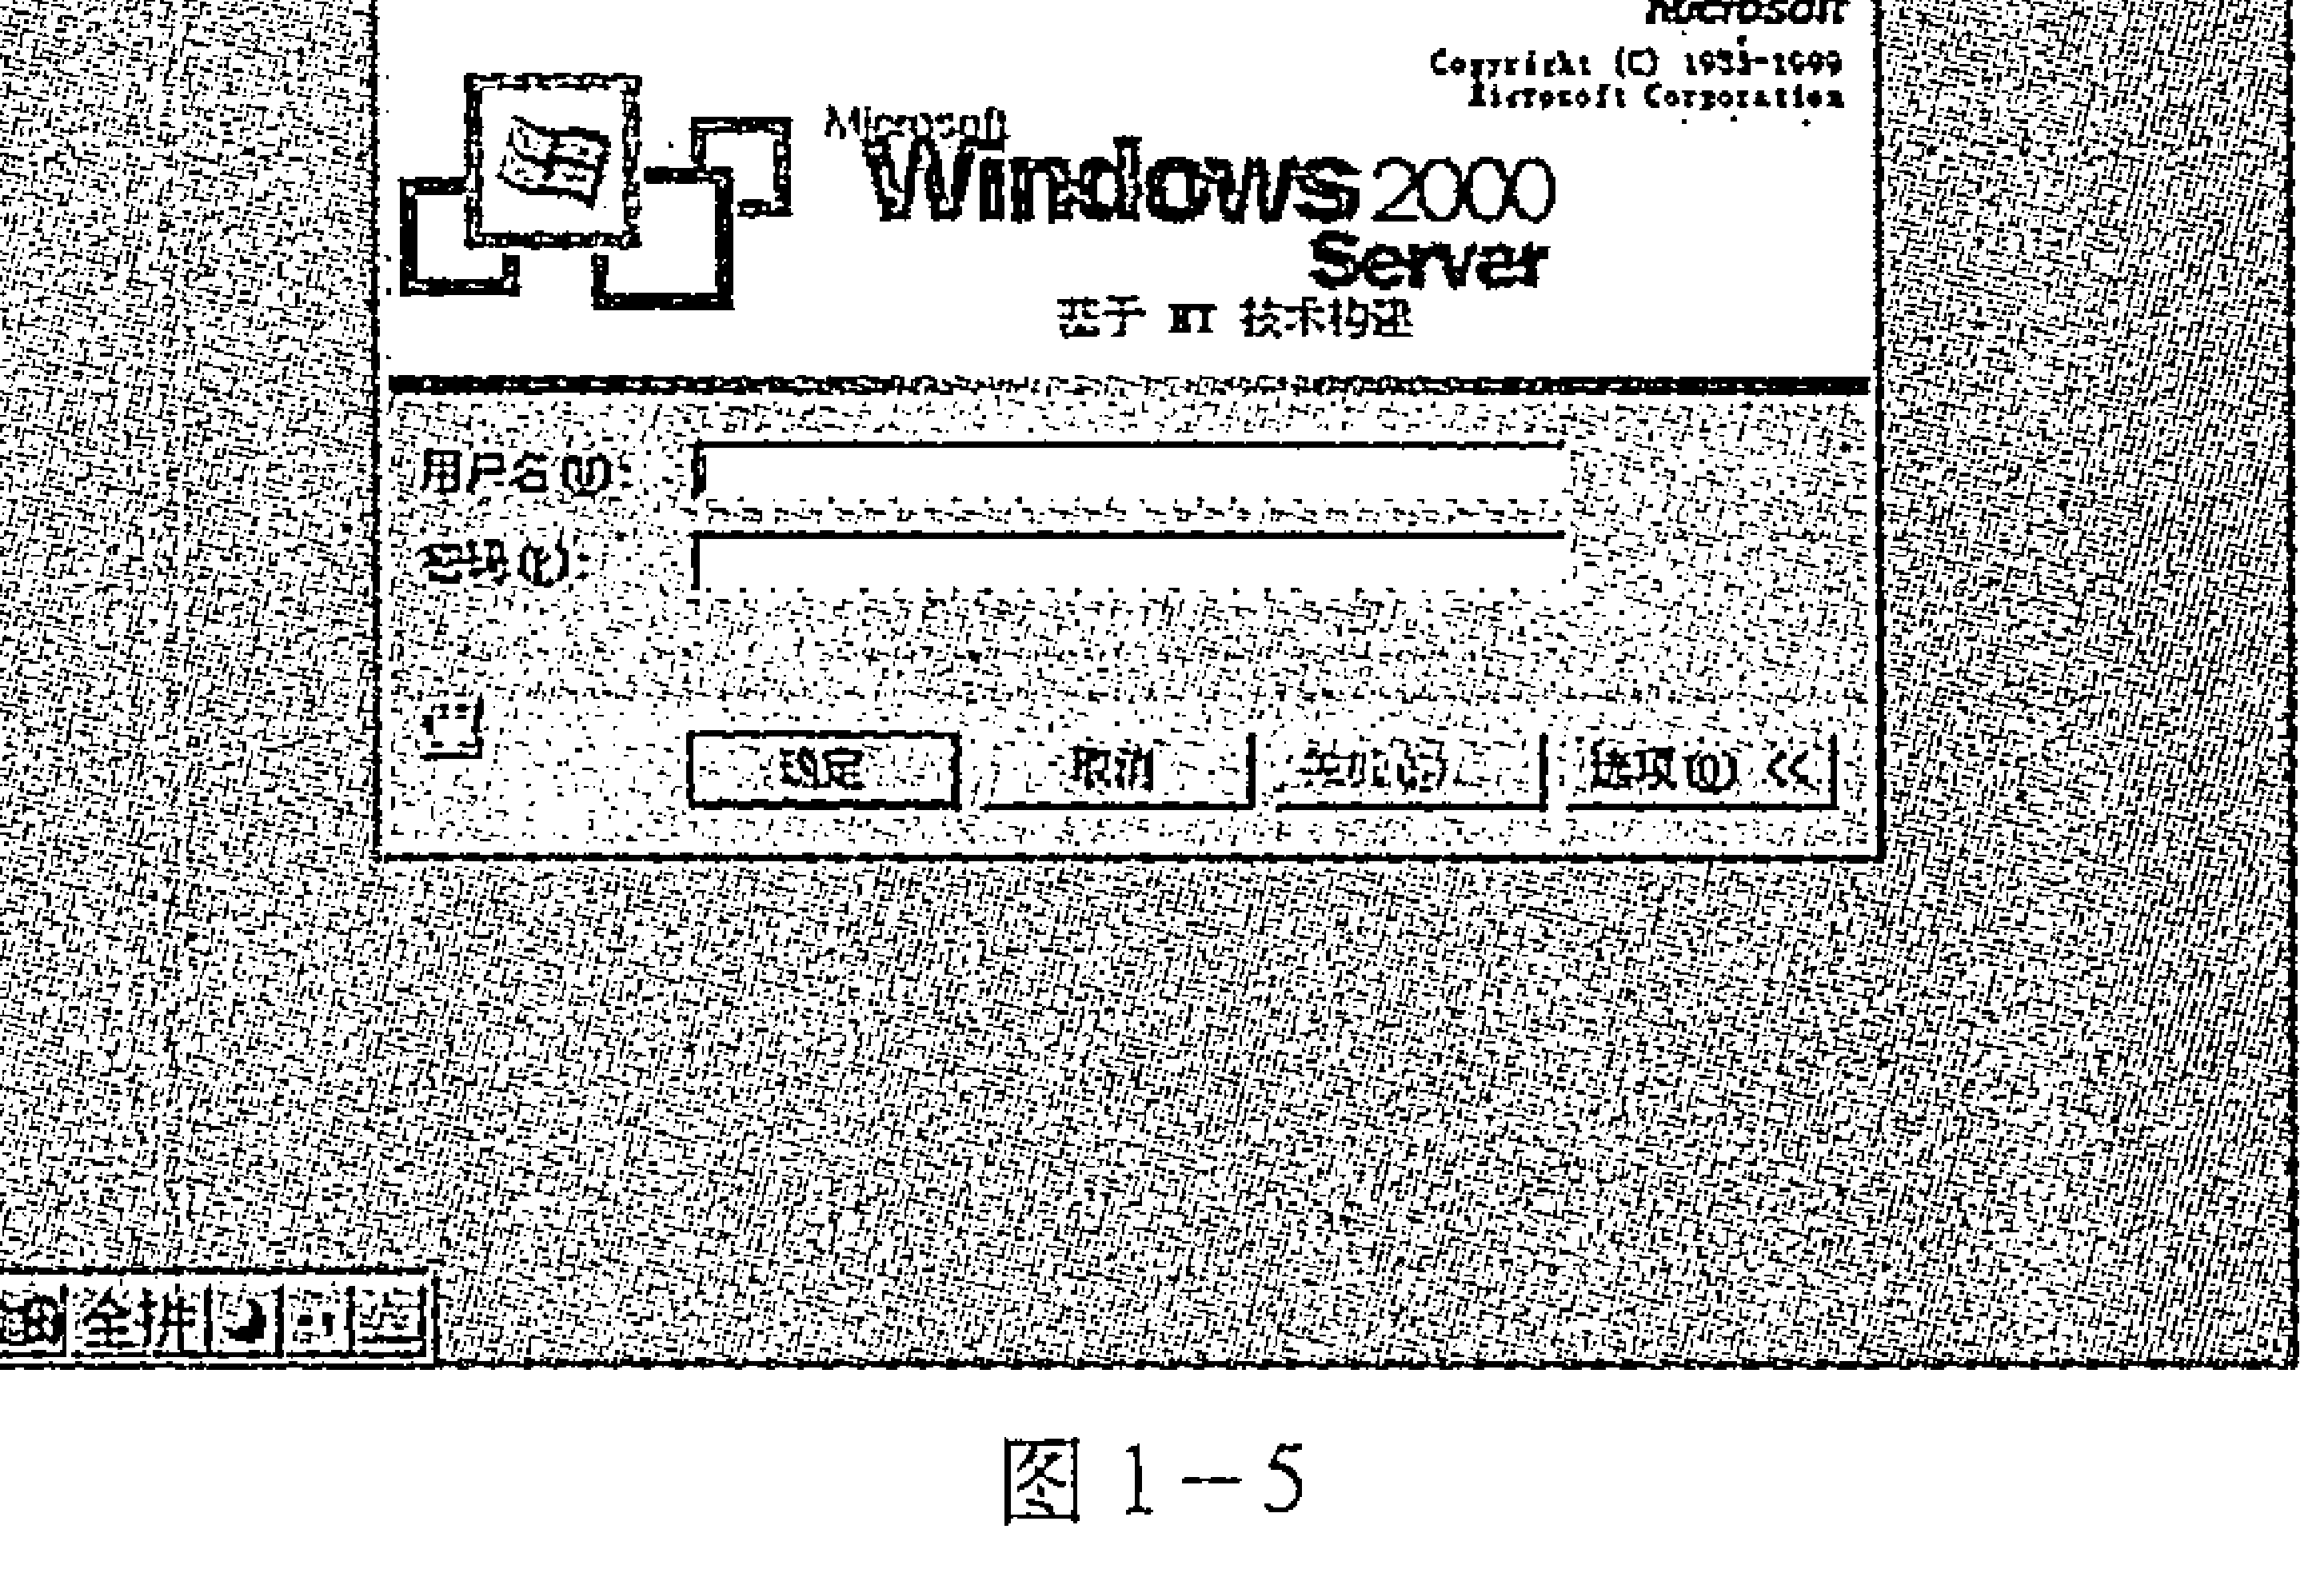 Microsoft
Copyright (C) 1985-1999
Microsoft Corporation
Microsoft
Windows 2000
Server
基于 NT 技术构建
用户名(U):
密码(P):
确定
取消
关机(S)...
选项(O) <<
全拼
图 1-5